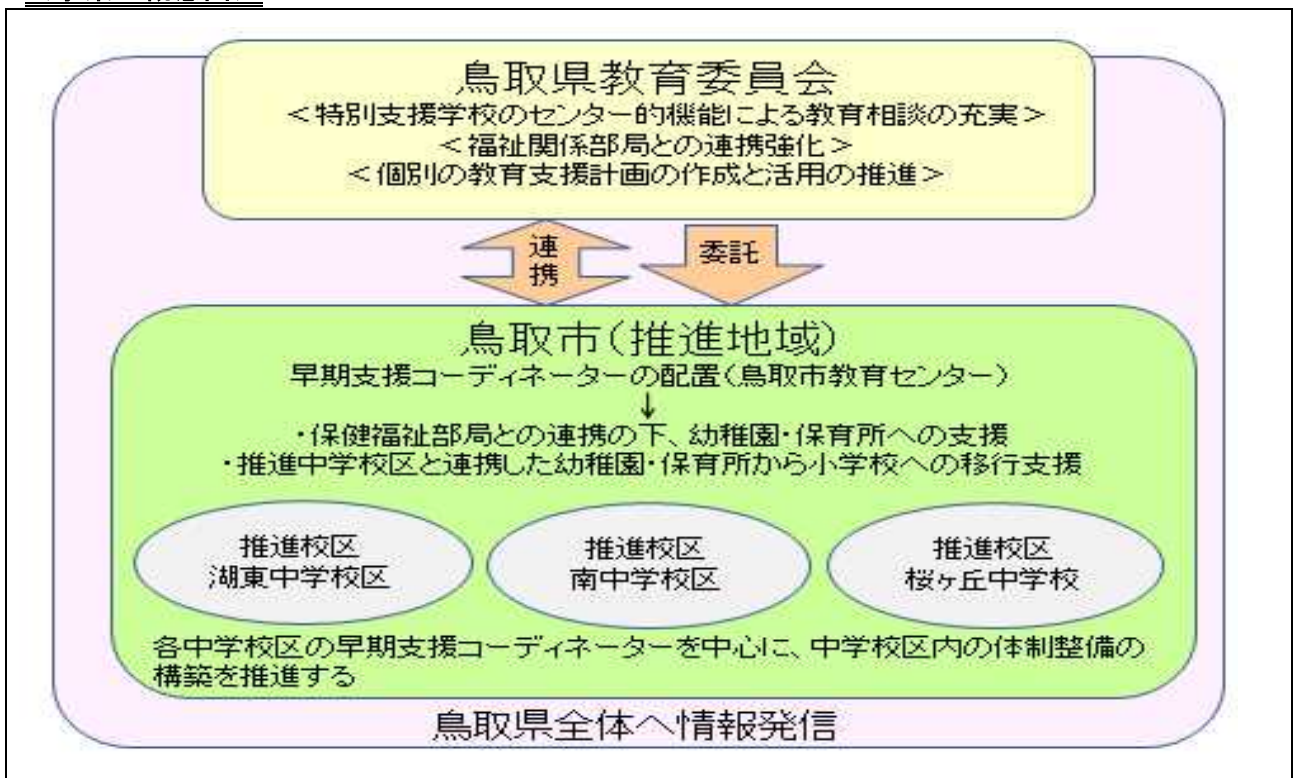 鳥取県教育委員会
＜特別支援学校のセンター的機能による教育相談の充実＞
＜福祉関係部局との連携強化＞
＜個別の教育支援計画の作成と活用の推進＞
連
携
委託
鳥取市(推進地域)
早期支援コーディネーターの配置(鳥取市教育センター)
↓
・保健福祉部局との連携の下、幼稚園・保育所への支援
・推進中学校区と連携した幼稚園・保育所から小学校への移行支援
推進校区
湖東中学校区
推進校区
南中学校区
推進校区
桜ヶ丘中学校
各中学校区の早期支援コーディネーターを中心に、中学校区内の体制整備の
構築を推進する
鳥取県全体へ情報発信